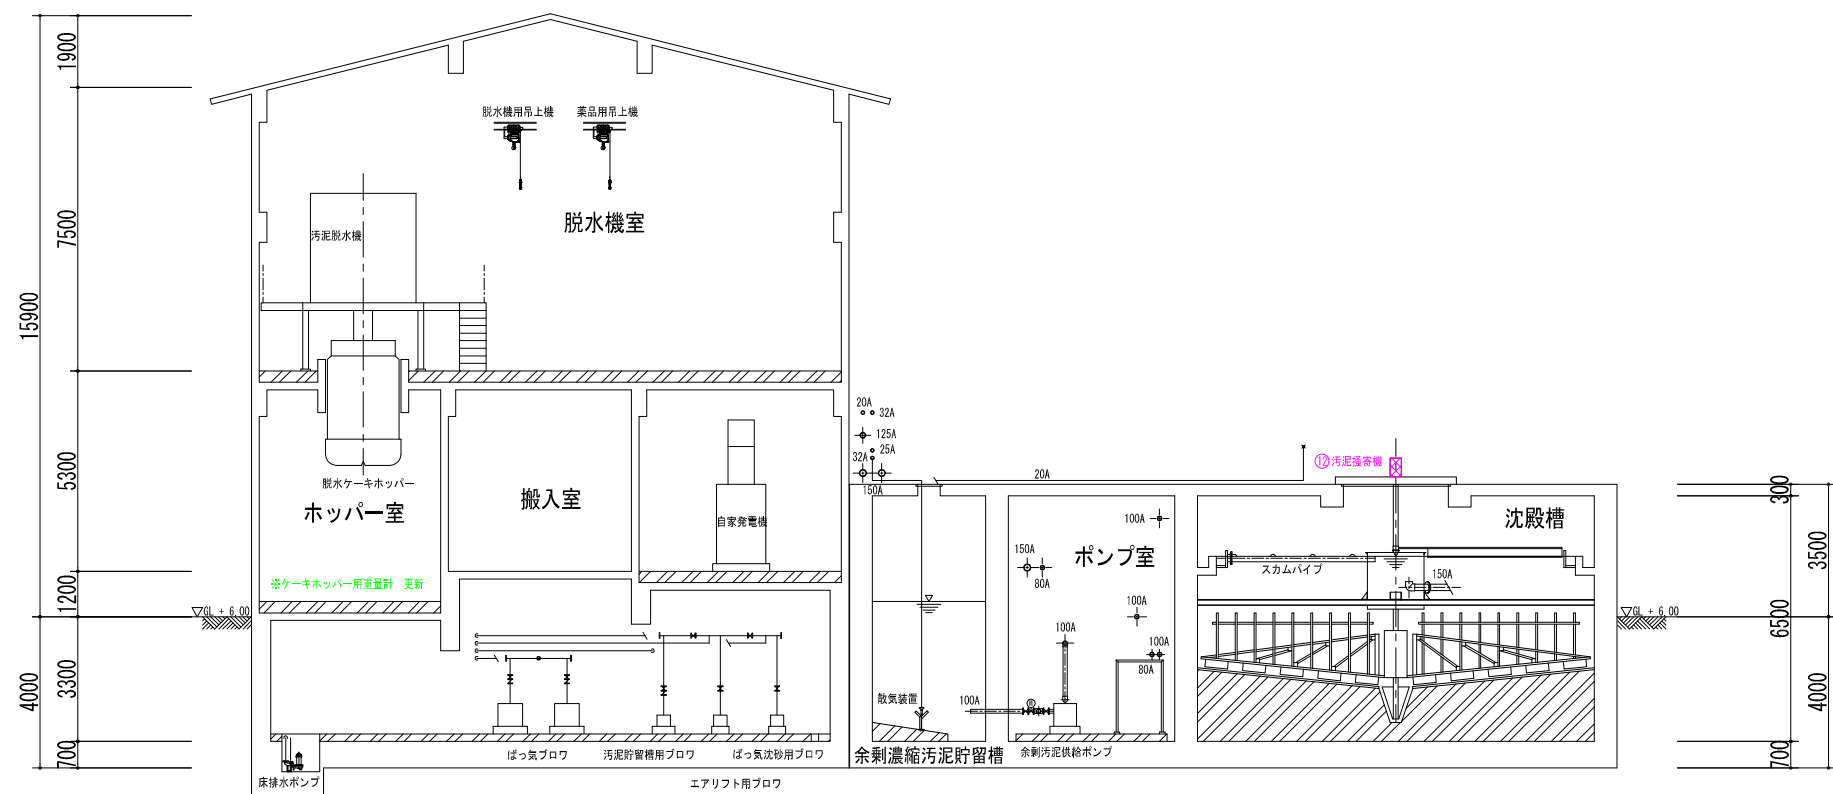 1900
7500
15900
5300
1200
3300
4000
700
脱水機用吊上機
薬品用吊上機
脱水機室
汚泥脱水機
脱水ケーキホッパー
ホッパー室
搬入室
自家発電機
※ケーキホッパー用重量計 更新
▽GL + 6.00
20A
32A
125A
25A
32A
150A
20A
⑫汚泥掻寄機
100A
150A
80A
ポンプ室
100A
100A
100A
80A
沈殿槽
スカムパイプ
150A
散気装置
100A
ばっ気ブロワ
汚泥貯留槽用ブロワ
ばっ気沈砂用ブロワ
余剰濃縮汚泥貯留槽
余剰汚泥供給ポンプ
床排水ポンプ
エアリフト用ブロワ
▽GL + 6.00
300
3500
6500
4000
700